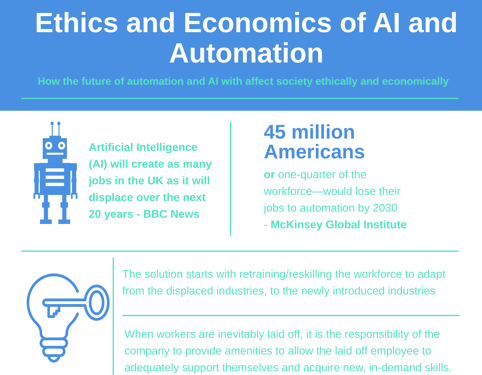 Ethics and Economics of AI and
Automation
How the future of automation and AI with affect society ethically and economically
Artificial Intelligence
(AI) will create as many
jobs in the UK as it will
displace over the next
20 years - BBC News
45 million
Americans
or one-quarter of the
workforce—would lose their
jobs to automation by 2030
- McKinsey Global Institute
The solution starts with retraining/reskilling the workforce to adapt
from the displaced industries, to the newly introduced industries
When workers are inevitably laid off, it is the responsibility of the
company to provide amenities to allow the laid off employee to
adequately support themselves and acquire new, in-demand skills.